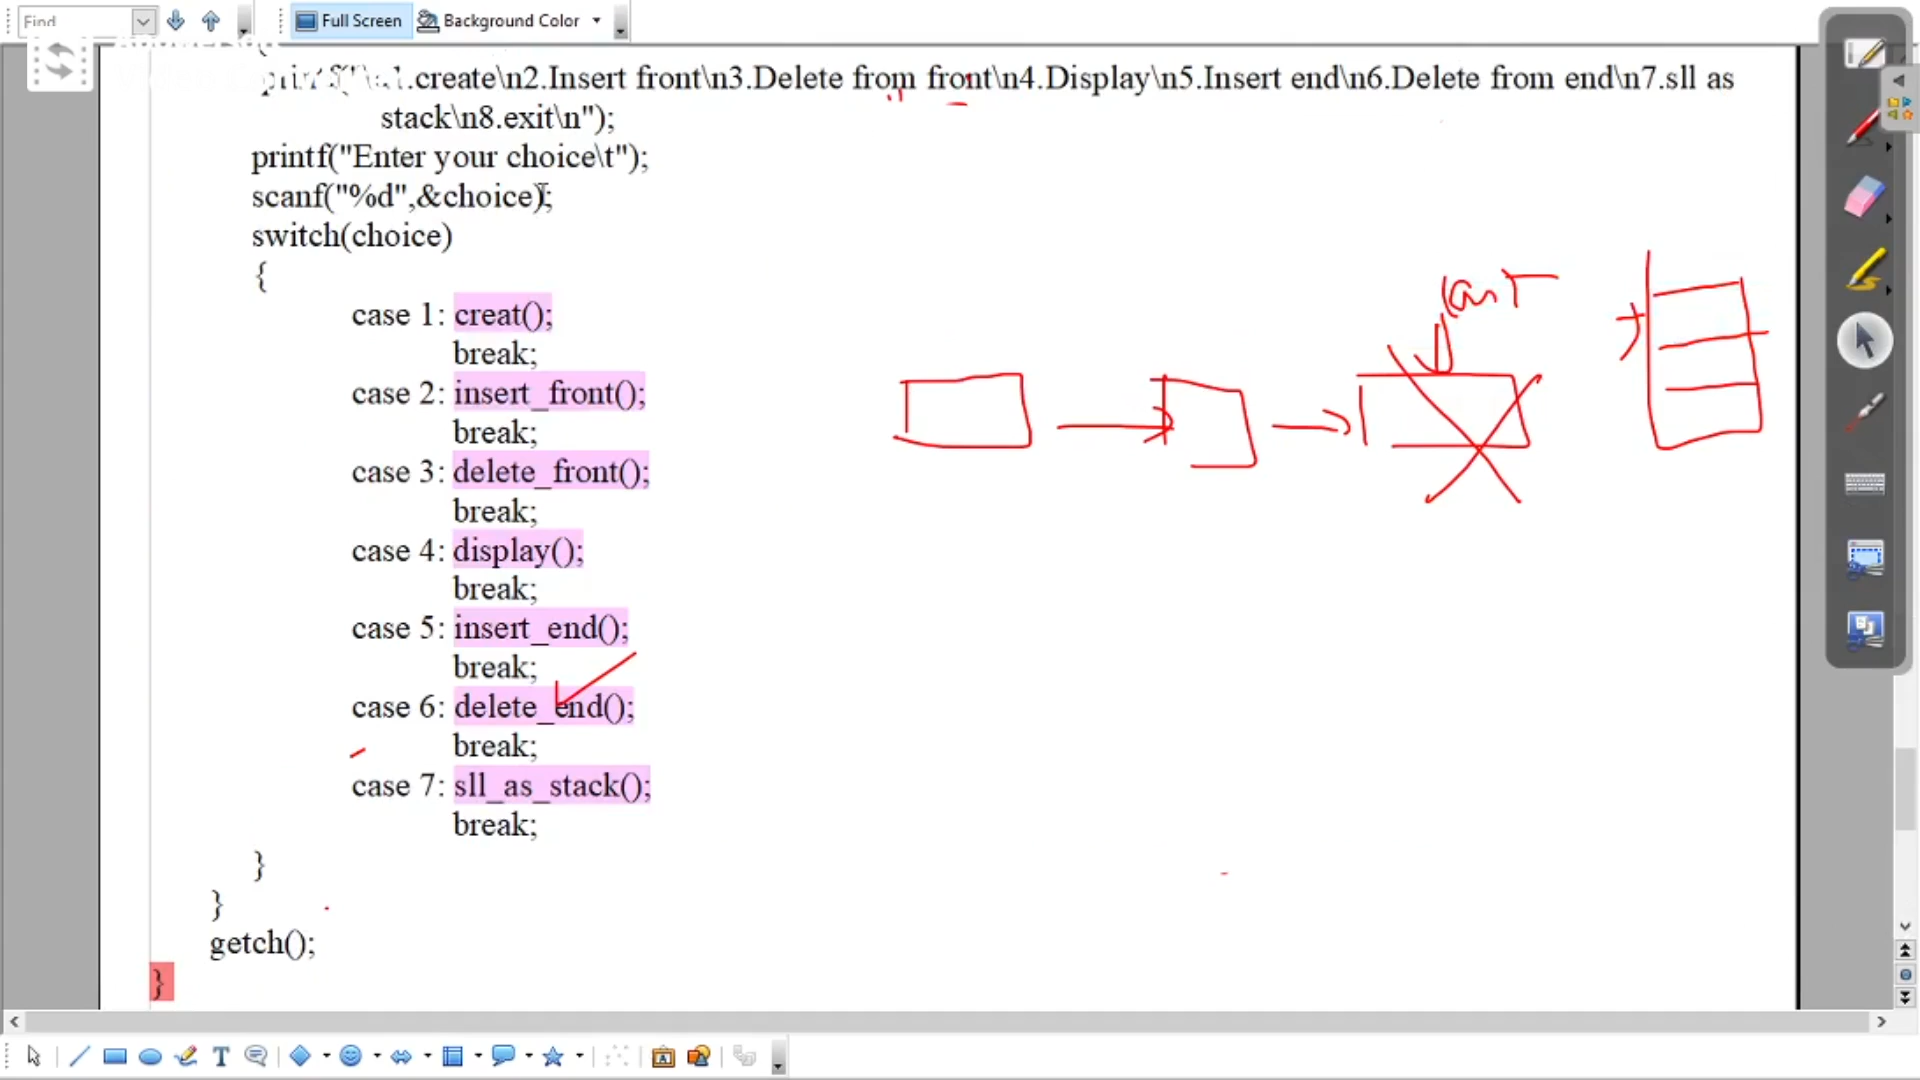 Find
Full Screen
Background Color
printf("\n1.create\n2.Insert front\n3.Delete from front\n4.Display\n5.Insert end\n6.Delete from end\n7.sll as
stack\n8.exit\n");
printf("Enter your choice\t");
scanf("%d",&choice);
switch(choice)
{
case 1: creat();
break;
case 2: insert_front();
break;
case 3: delete_front();
break;
case 4: display();
break;
case 5: insert_end();
break;
case 6: delete_end();
break;
case 7: sll_as_stack();
break;
}
}
getch();
}